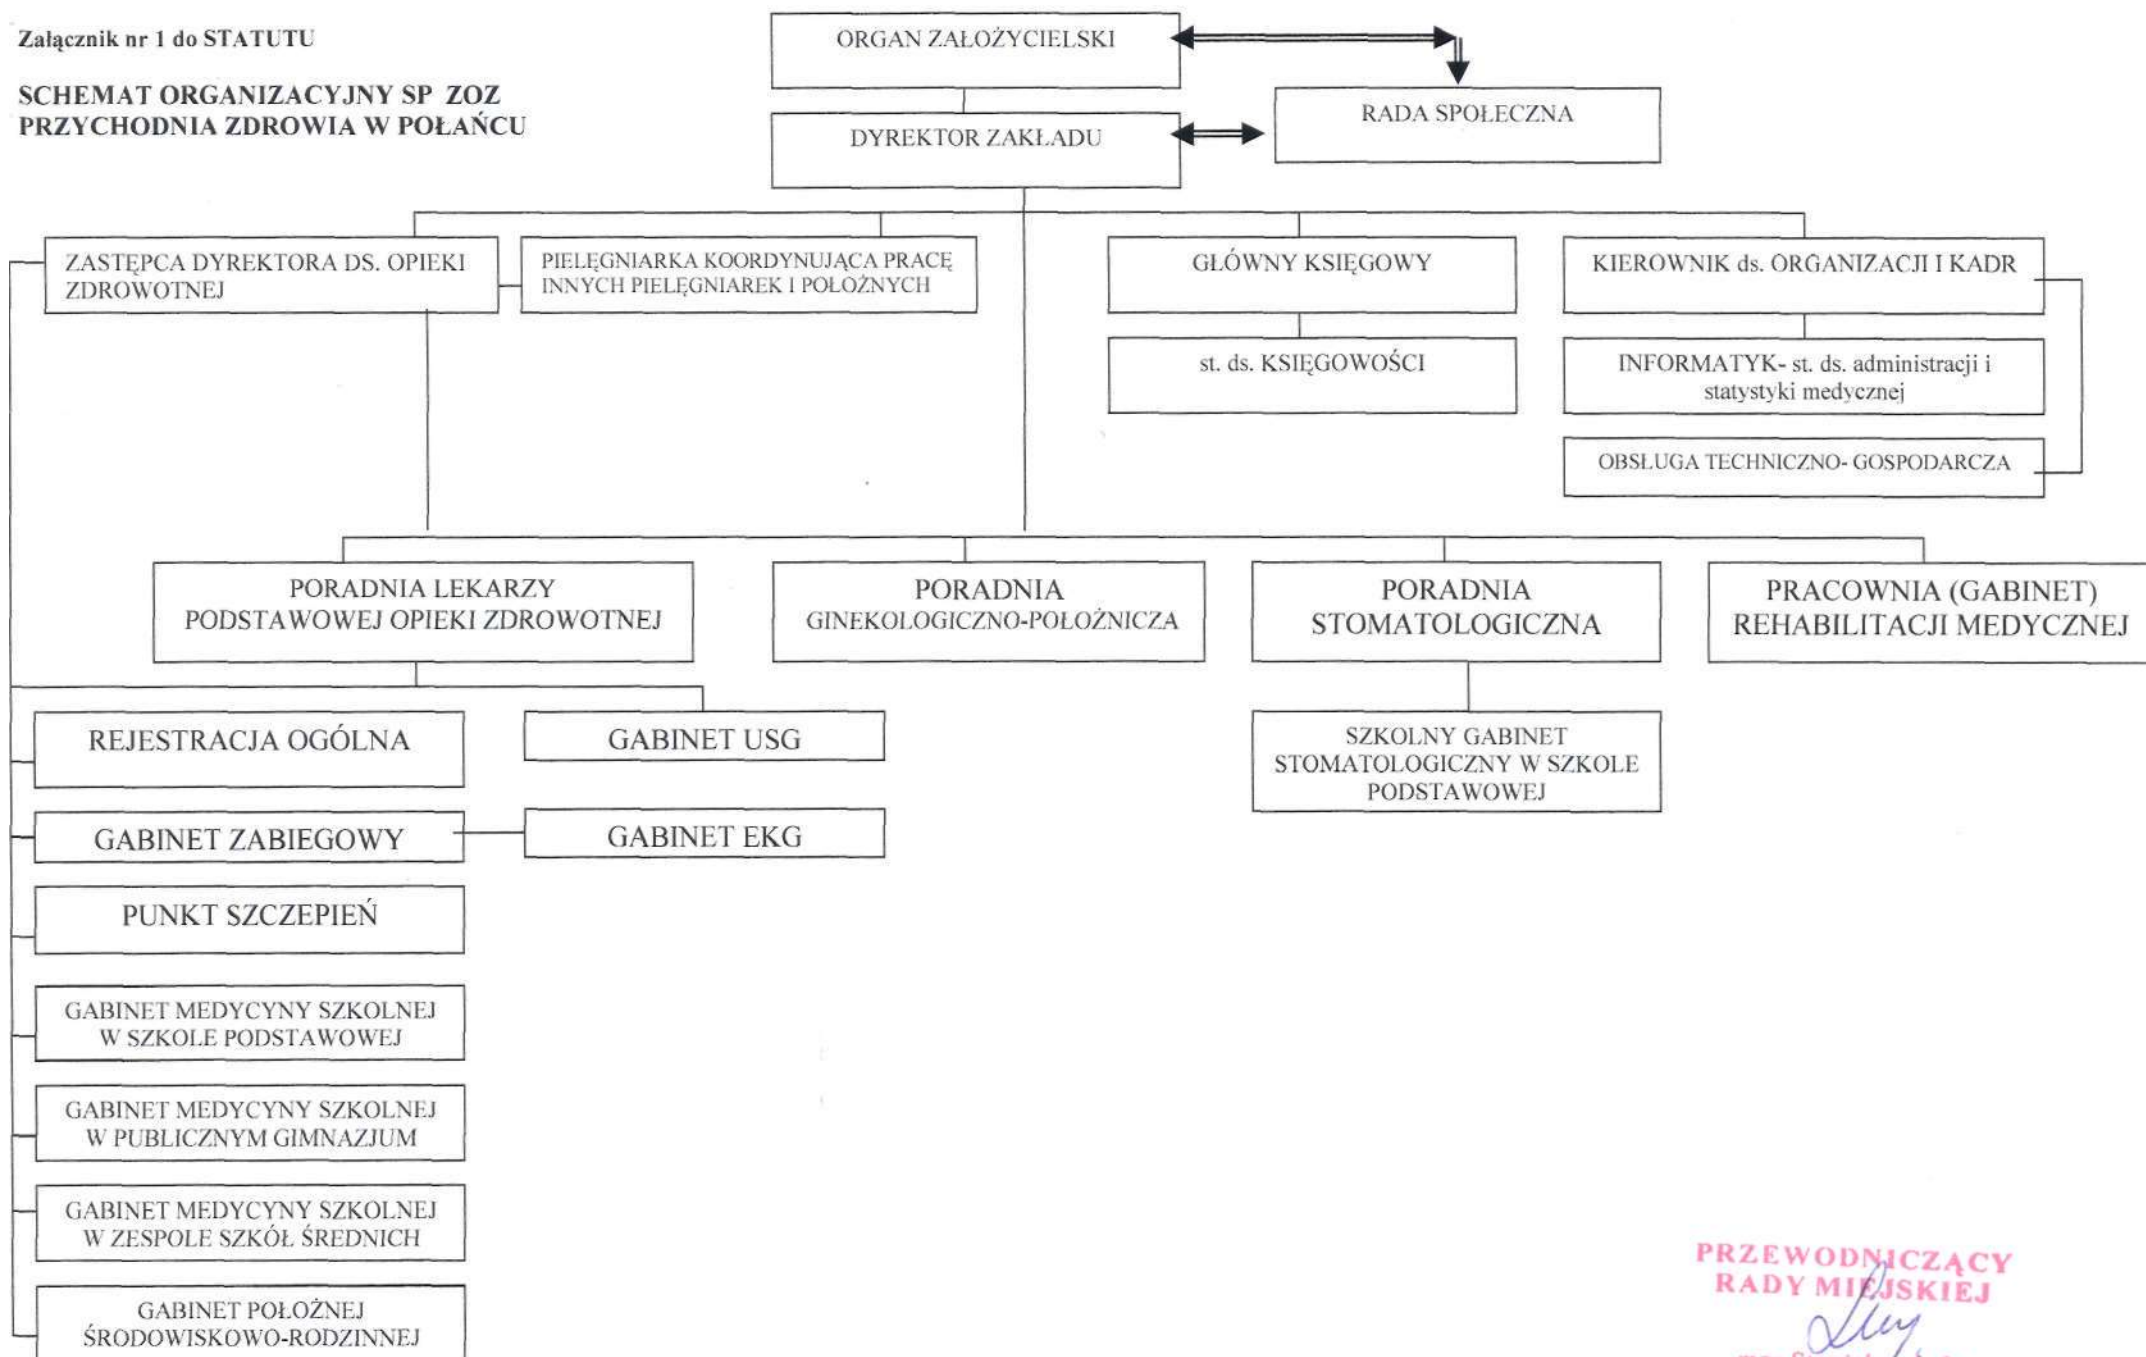 Załącznik nr 1 do STATUTU
SCHEMAT ORGANIZACYJNY SP ZOZ
PRZYCHODNIA ZDROWIA W POŁAŃCU
ORGAN ZAŁOŻYCIELSKI
RADA SPOŁECZNA
DYREKTOR ZAKŁADU
ZASTĘPCA DYREKTORA DS. OPIEKI
ZDROWOTNEJ
PIELĘGNIARKA KOORDYNUJĄCA PRACĘ
INNYCH PIELĘGNIAREK I POŁOŻNYCH
GŁÓWNY KSIĘGOWY
KIEROWNIK ds. ORGANIZACJI I KADR
st. ds. KSIĘGOWOŚCI
INFORMATYK- st. ds. administracji i
statystyki medycznej
OBSŁUGA TECHNICZNO- GOSPODARCZA
PORADNIA LEKARZY
PODSTAWOWEJ OPIEKI ZDROWOTNEJ
PORADNIA
GINEKOLOGICZNO-POŁOŻNICZA
PORADNIA
STOMATOLOGICZNA
PRACOWNIA (GABINET)
REHABILITACJI MEDYCZNEJ
REJESTRACJA OGÓLNA
GABINET USG
SZKOLNY GABINET
STOMATOLOGICZNY W SZKOLE
PODSTAWOWEJ
GABINET ZABIEGOWY
GABINET EKG
PUNKT SZCZEPIEŃ
GABINET MEDYCYNY SZKOLNEJ
W SZKOLE PODSTAWOWEJ
GABINET MEDYCYNY SZKOLNEJ
W PUBLICZNYM GIMNAZJUM
GABINET MEDYCYNY SZKOLNEJ
W ZESPOLE SZKÓŁ ŚREDNICH
GABINET POŁOŻNEJ
ŚRODOWISKOWO-RODZINNEJ
PRZEWODNICZĄCY
RADY MIEJSKIEJ